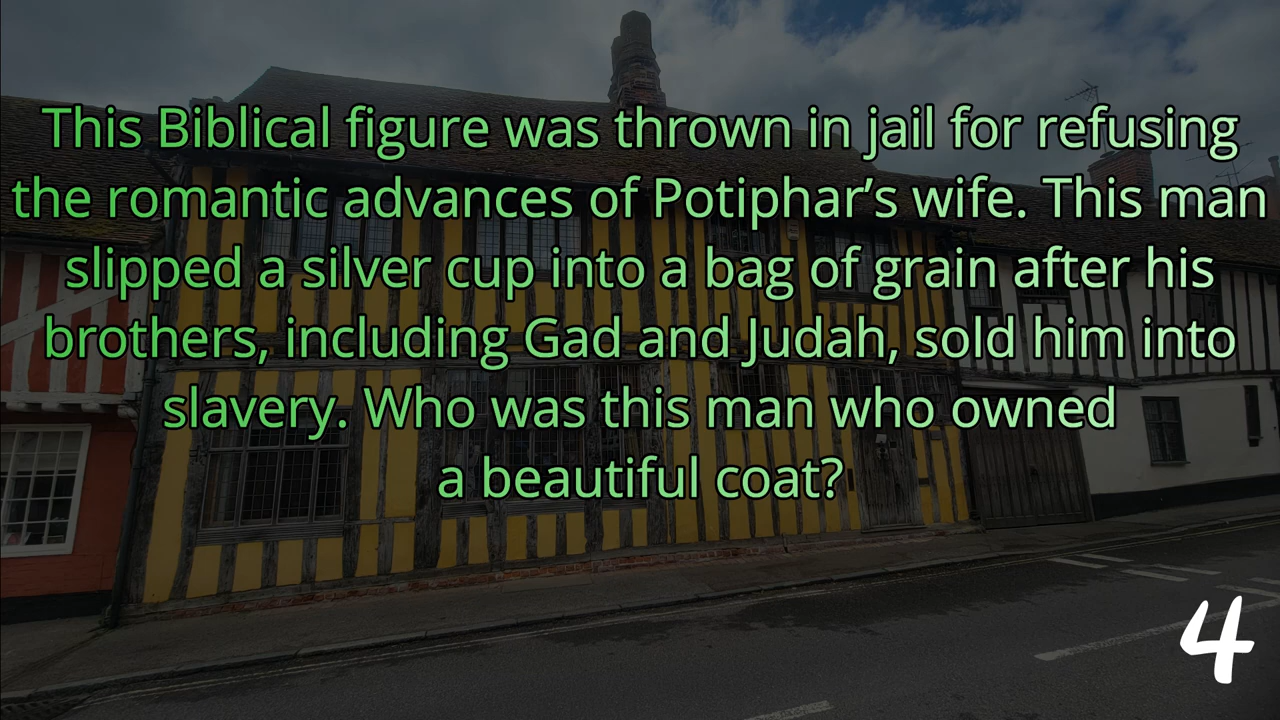 This Biblical figure was thrown in jail for refusing
the romantic advances of Potiphar’s wife. This man
slipped a silver cup into a bag of grain after his
brothers, including Gad and Judah, sold him into
slavery. Who was this man who owned
a beautiful coat?
4